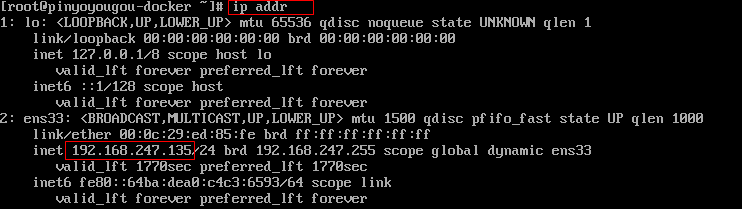 [root@pinyoyougou-docker ~]# ip addr
1: lo: <LOOPBACK,UP,LOWER_UP> mtu 65536 qdisc noqueue state UNKNOWN qlen 1
link/loopback 00:00:00:00:00:00 brd 00:00:00:00:00:00
inet 127.0.0.1/8 scope host lo
valid_lft forever preferred_lft forever
inet6 ::1/128 scope host
valid_lft forever preferred_lft forever
2: ens33: <BROADCAST,MULTICAST,UP,LOWER_UP> mtu 1500 qdisc pfifo_fast state UP qlen 1000
link/ether 00:0c:29:ed:85:fe brd ff:ff:ff:ff:ff:ff
inet 192.168.247.135/24 brd 192.168.247.255 scope global dynamic ens33
valid_lft 1770sec preferred_lft 1770sec
inet6 fe80::64ba:dea0:c4c3:6593/64 scope link
valid_lft forever preferred_lft forever